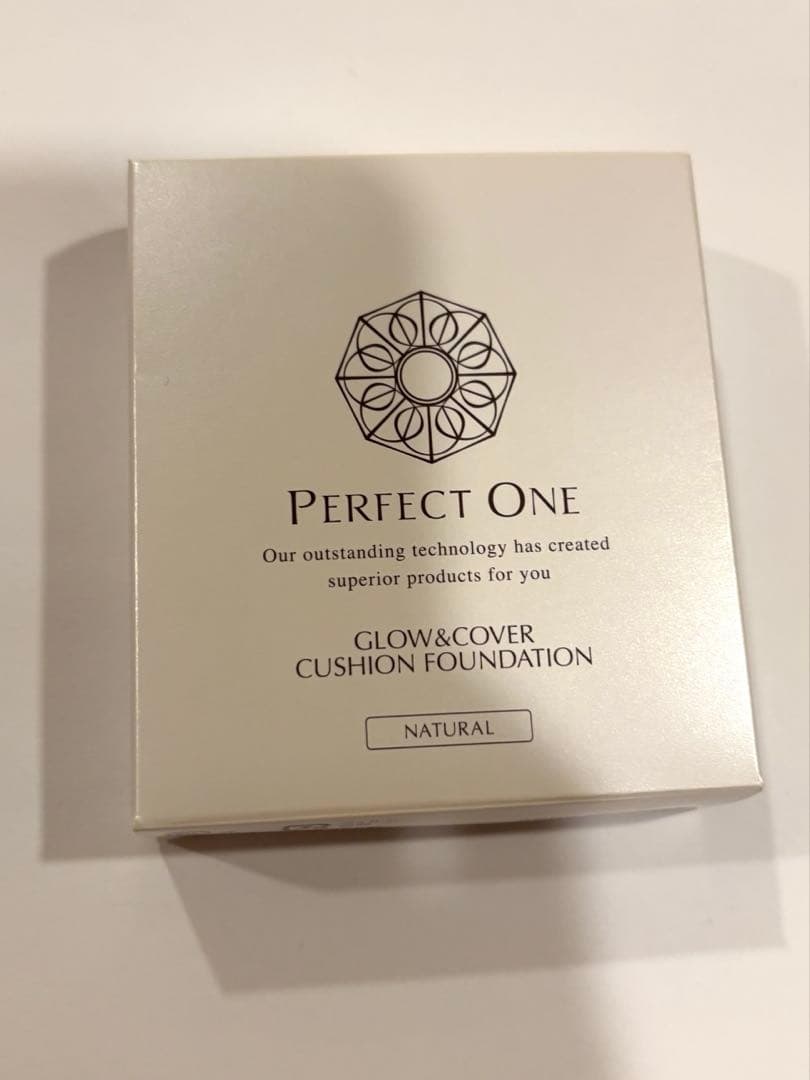 PERFECT ONE
Our outstanding technology has created
superior products for you
GLOW&COVER
CUSHION FOUNDATION
NATURAL